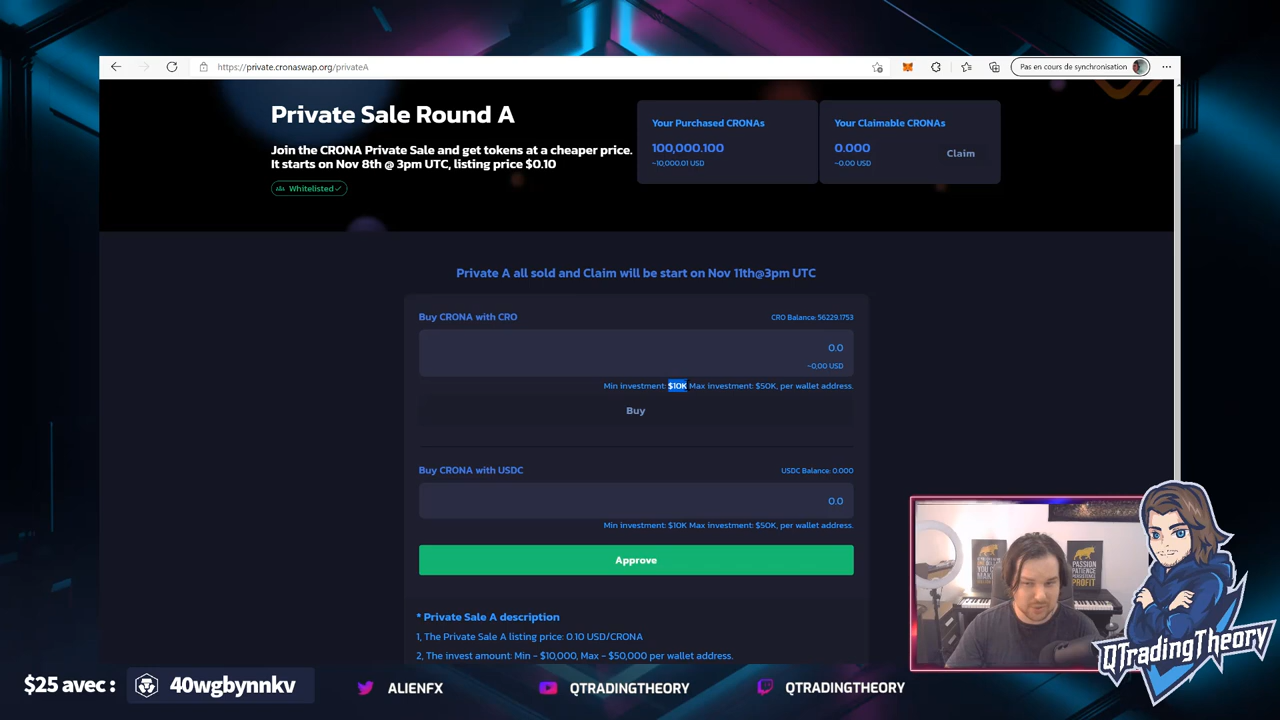 https://private.cronaswap.org/privateA
Pas en cours de synchronisation
Private Sale Round A
Join the CRONA Private Sale and get tokens at a cheaper price.
It starts on Nov 8th @ 3pm UTC, listing price $0.10
Whitelisted
Your Purchased CRONAs
100,000.100
~10,000.01 USD
Your Claimable CRONAs
0.000
~0.00 USD
Claim
Private A all sold and Claim will be start on Nov 11th@3pm UTC
Buy CRONA with CRO
CRO Balance: 56229.1753
0.0
~0.00 USD
Min investment: $10K Max investment: $50K, per wallet address.
Buy
Buy CRONA with USDC
USDC Balance: 0.000
0.0
Min investment: $10K Max investment: $50K, per wallet address.
Approve
* Private Sale A description
1, The Private Sale A listing price: 0.10 USD/CRONA
2, The invest amount: Min - $10,000, Max - $50,000 per wallet address.
PASSION
PATIENCE
PERSISTENCE
PROFIT
QTradingTheory
$25 avec :
40wgbynnkv
ALIENFX
QTRADINGTHEORY
QTRADINGTHEORY